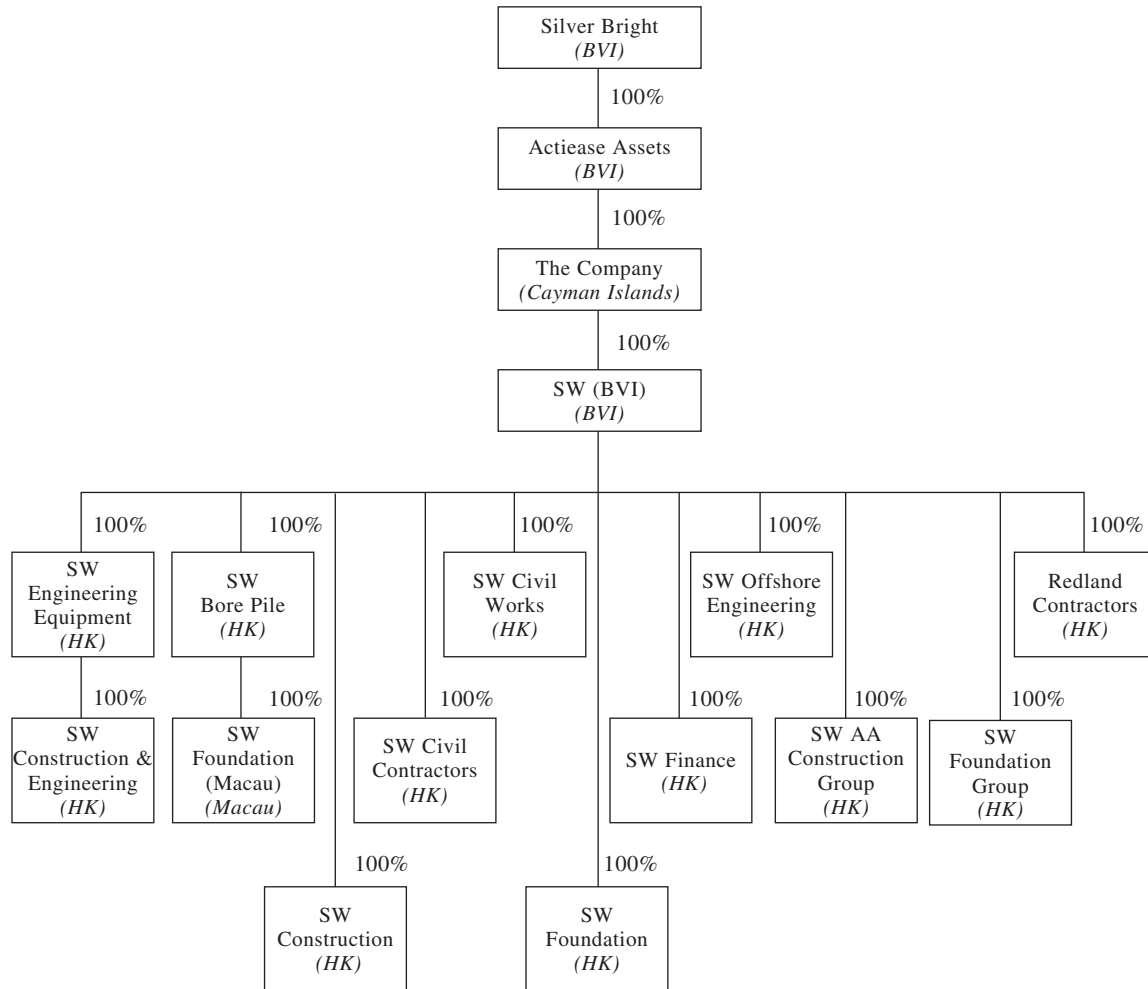 Silver Bright
(BVI)
100%
Actiease Assets
(BVI)
100%
The Company
(Cayman Islands)
100%
SW (BVI)
(BVI)
100%
SW
Engineering
Equipment
(HK)
100%
SW
Bore Pile
(HK)
100%
SW Civil
Works
(HK)
100%
SW Offshore
Engineering
(HK)
100%
Redland
Contractors
(HK)
100%
SW
Construction &
Engineering
(HK)
100%
SW
Foundation
(Macau)
(Macau)
100%
SW Civil
Contractors
(HK)
100%
SW Finance
(HK)
100%
SW AA
Construction
Group
(HK)
100%
SW
Foundation
Group
(HK)
100%
SW
Construction
(HK)
100%
SW
Foundation
(HK)